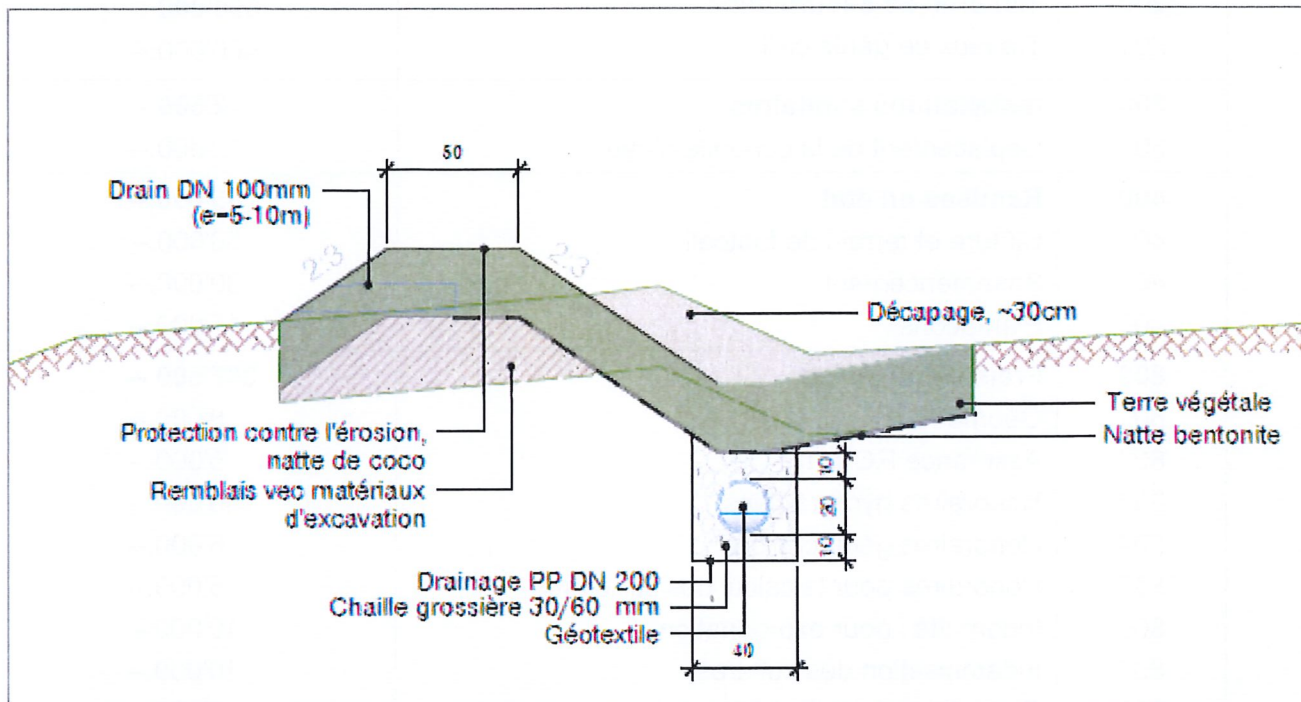 50
Drain DN 100mm
(e=5-10m)
2:3
2:3
Décapage, ~30cm
Terre végétale
Natte bentonite
Protection contre l'érosion,
natte de coco
Remblais vec matériaux
d'excavation
10
20
10
Drainage PP DN 200
Chaille grossière 30/60 mm
Géotextile
40